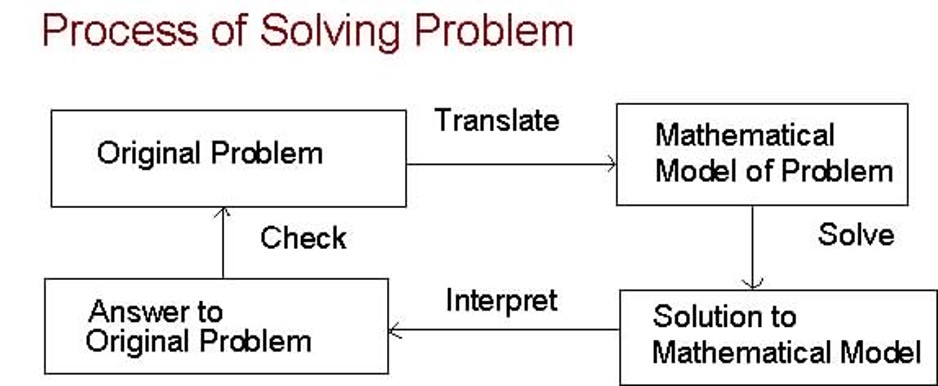 Process of Solving Problem
Translate
Original Problem
Mathematical
Model of Problem
Check
Solve
Answer to
Original Problem
Interpret
Solution to
Mathematical Model